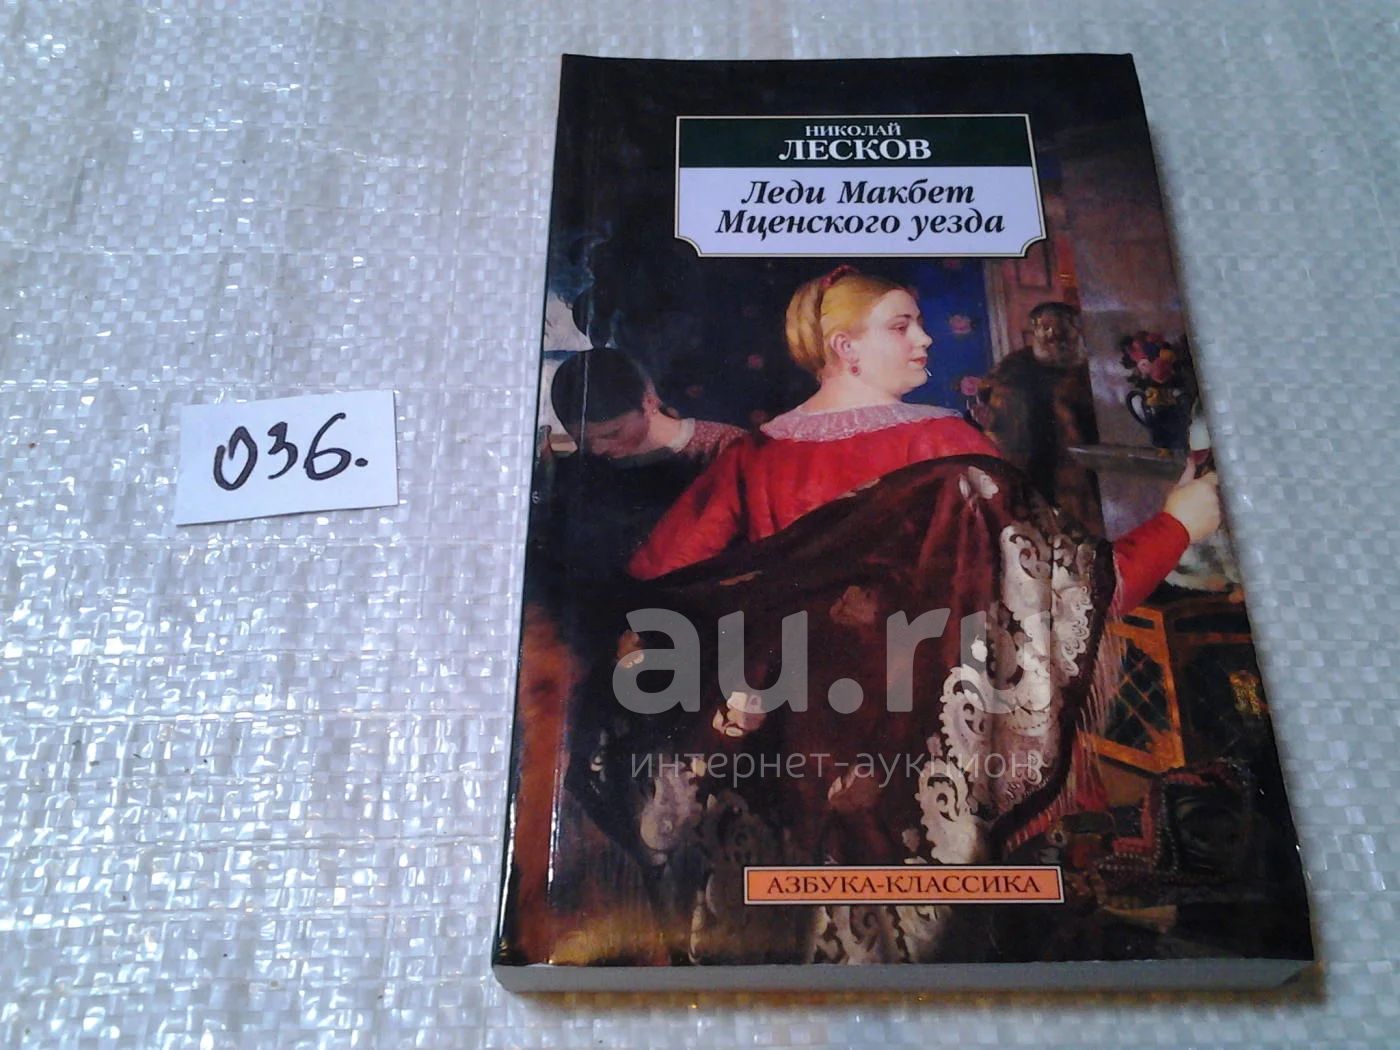 НИКОЛАЙ
ЛЕСКОВ
Леди Макбет
Мценского уезда
036.
au.ru
интернет-аукцион
АЗБУКА-КЛАССИКА